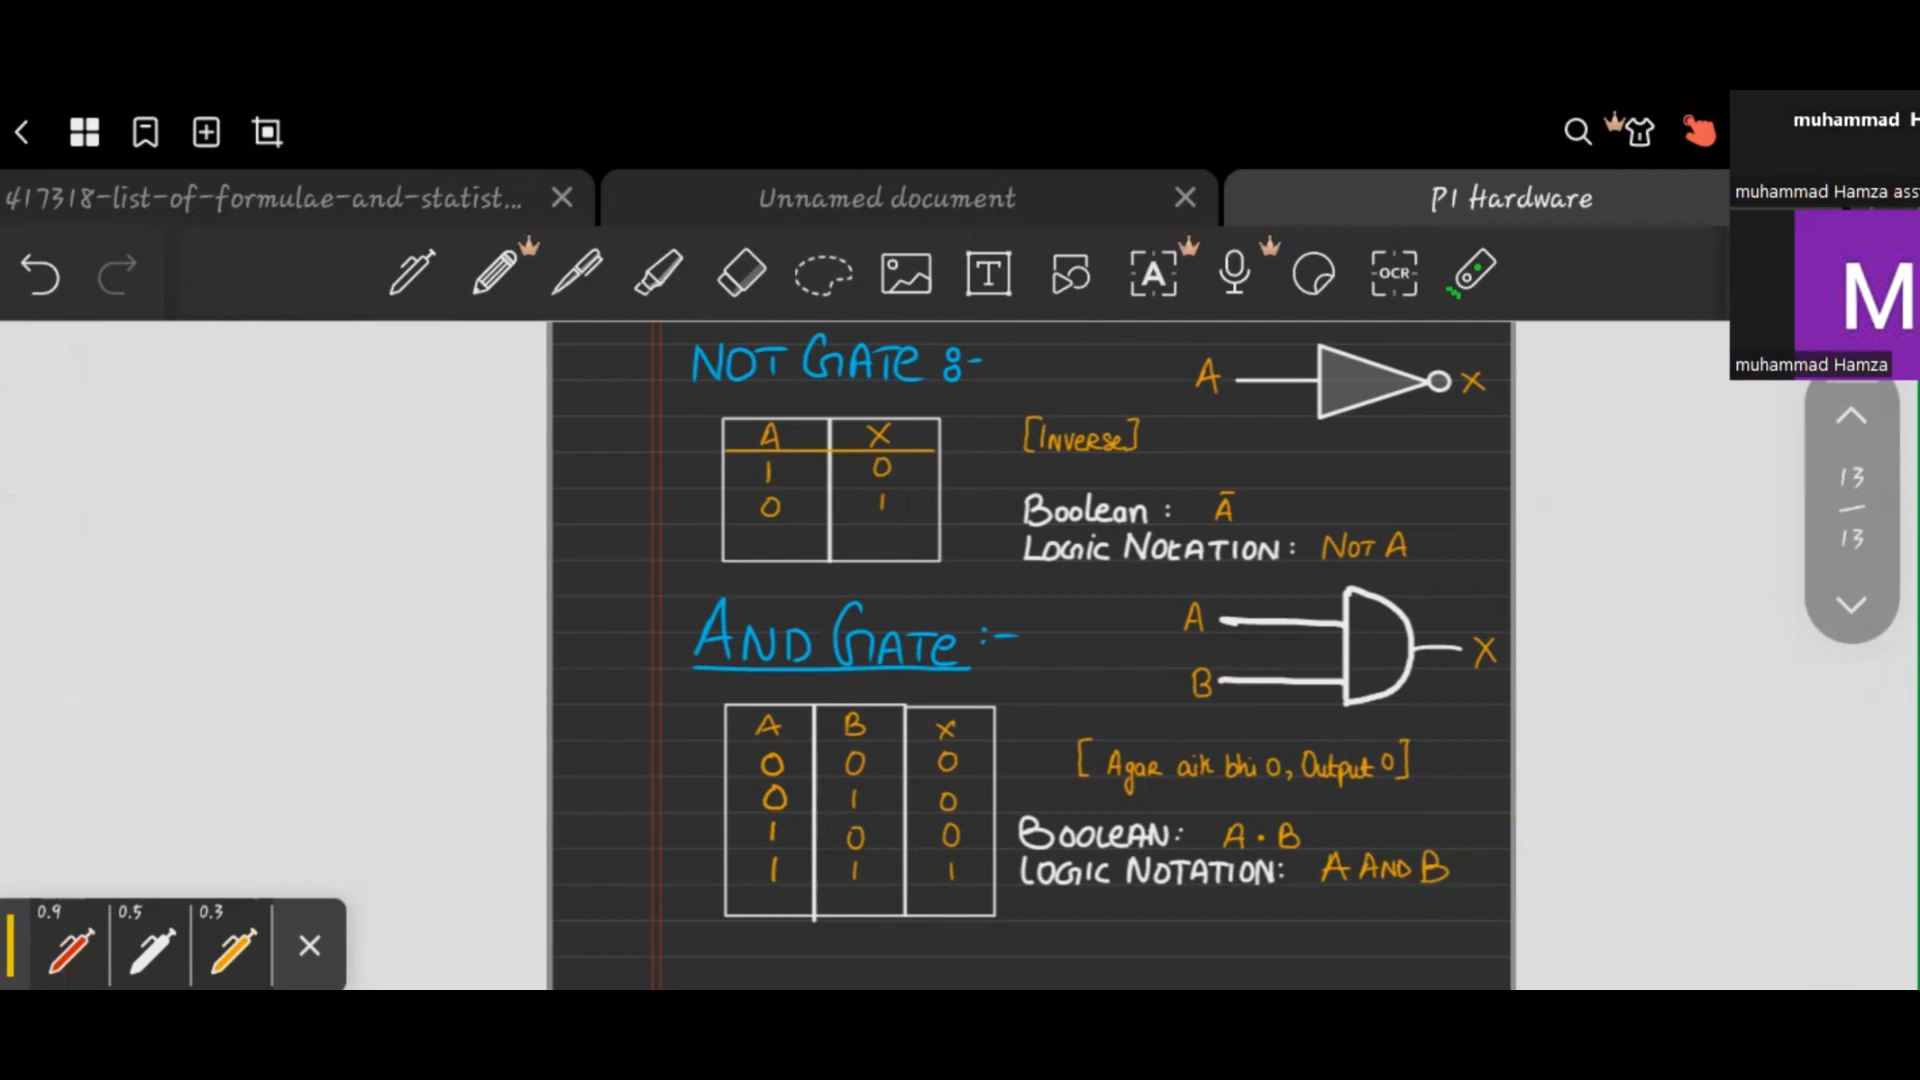 muhammad H
muhammad Hamza ass
M
muhammad Hamza
417318-list-of-formulae-and-statist...
Unnamed document
P1 Hardware
T
A
OCR
NOT GATE :-
A X
A X
1 0
0 1
[INVERSE]
Boolean : Ā
LOGIC NOTATION : NOT A
13
13
AND GATE :-
A
B
X
A B X
0 0 0
0 1 0
1 0 0
1 1 1
[ Agar aik bhi 0, Output 0]
BOOLEAN: A . B
LOGIC NOTATION: A AND B
0.9 0.5 0.3